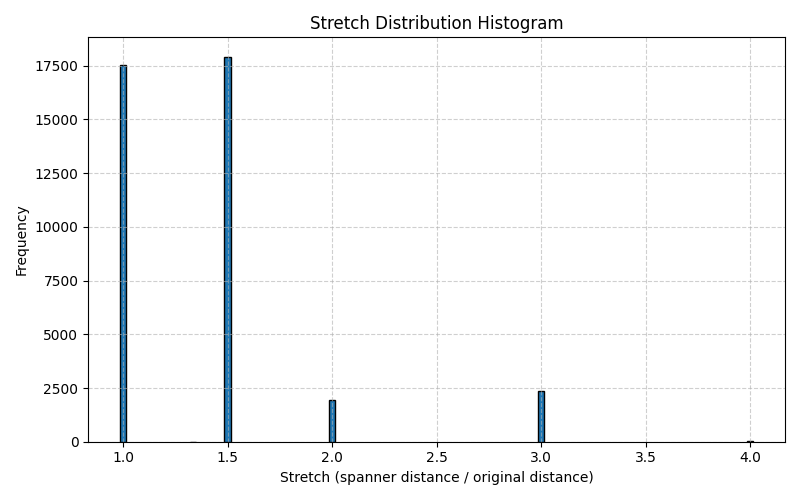 Stretch Distribution Histogram
Frequency
17500
15000
12500
10000
7500
5000
2500
0
1.0 1.5 2.0 2.5 3.0 3.5 4.0
Stretch (spanner distance / original distance)